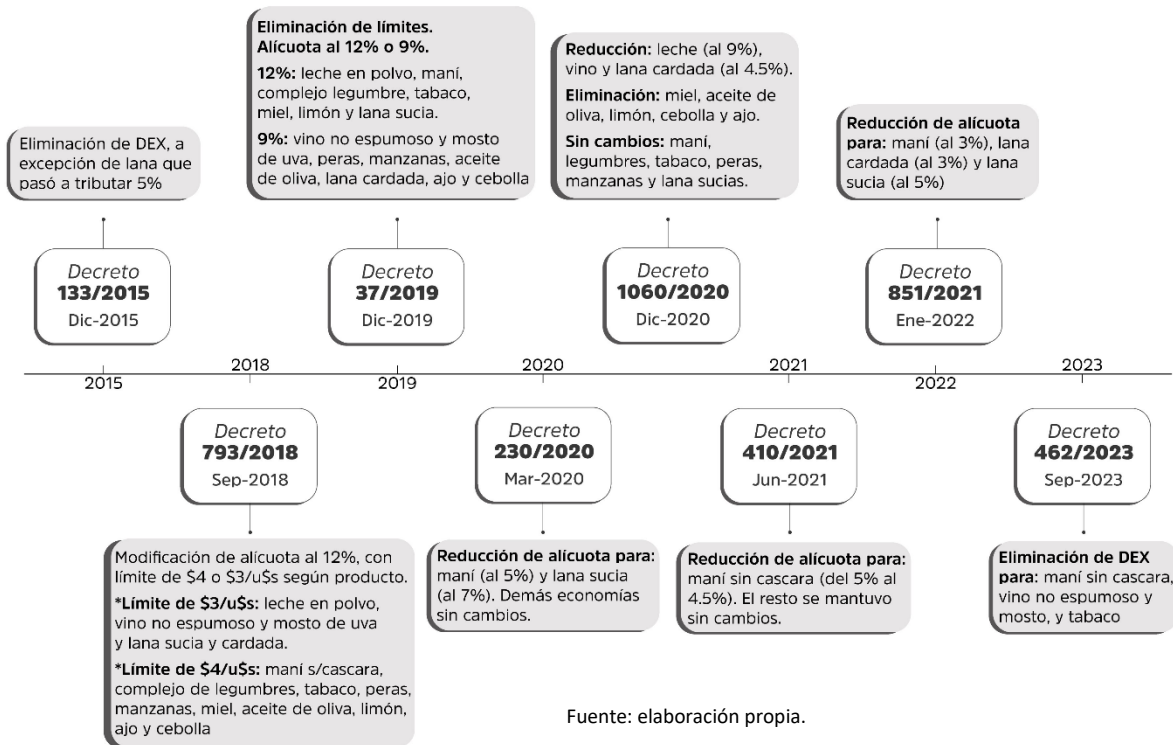 Eliminación de DEX, a
excepción de lana que
pasó a tributar 5%
Eliminación de límites.
Alícuota al 12% o 9%.
12%: leche en polvo, maní,
complejo legumbre, tabaco,
miel, limón y lana sucia.
9%: vino no espumoso y mosto
de uva, peras, manzanas, aceite
de oliva, lana cardada, ajo y cebolla
Reducción: leche (al 9%),
vino y lana cardada (al 4.5%).
Eliminación: miel, aceite de
oliva, limón, cebolla y ajo.
Sin cambios: maní,
legumbres, tabaco, peras,
manzanas y lana sucias.
Reducción de alícuota
para: maní (al 3%), lana
cardada (al 3%) y lana
sucia (al 5%)
Decreto
133/2015
Dic-2015
Decreto
37/2019
Dic-2019
Decreto
1060/2020
Dic-2020
Decreto
851/2021
Ene-2022
2015
2018
2019
2020
2021
2022
2023
Decreto
793/2018
Sep-2018
Decreto
230/2020
Mar-2020
Decreto
410/2021
Jun-2021
Decreto
462/2023
Sep-2023
Modificación de alícuota al 12%, con
límite de $4 o $3/u$s según producto.
*Límite de $3/u$s: leche en polvo,
vino no espumoso y mosto de uva
y lana sucia y cardada.
*Límite de $4/u$s: maní s/cascara,
complejo de legumbres, tabaco, peras,
manzanas, miel, aceite de oliva, limón,
ajo y cebolla
Reducción de alícuota para:
maní (al 5%) y lana sucia
(al 7%). Demás economías
sin cambios.
Reducción de alícuota para:
maní sin cascara (del 5% al
4.5%). El resto se mantuvo
sin cambios.
Eliminación de DEX
para: maní sin cascara,
vino no espumoso y
mosto, y tabaco
Fuente: elaboración propia.